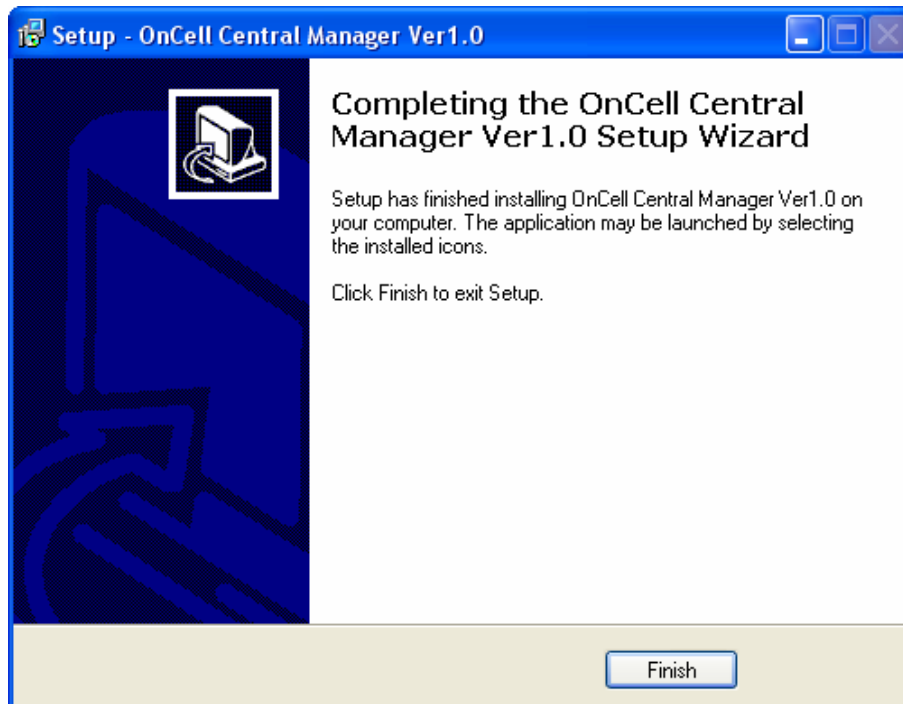 Setup - OnCell Central Manager Ver1.0
Completing the OnCell Central
Manager Ver1.0 Setup Wizard
Setup has finished installing OnCell Central Manager Ver1.0 on
your computer. The application may be launched by selecting
the installed icons.
Click Finish to exit Setup.
Finish